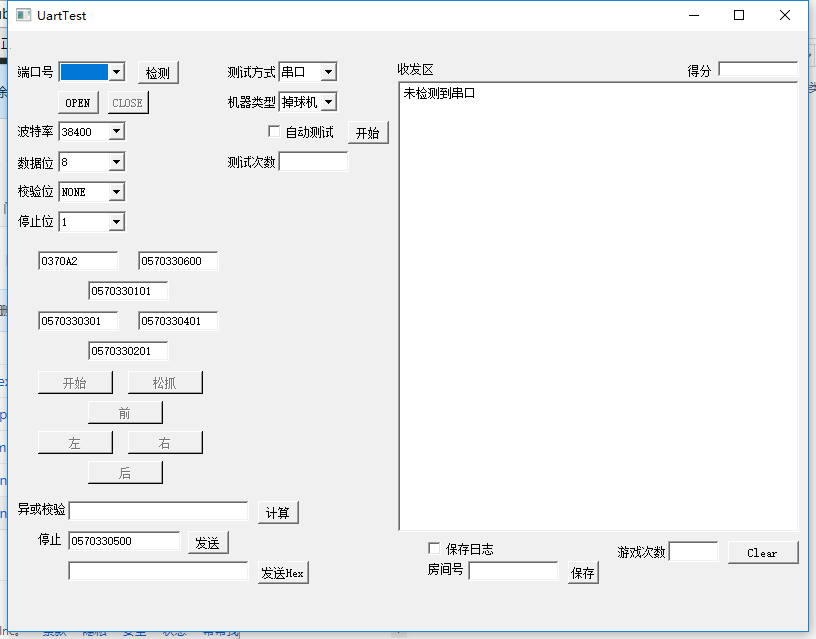 UartTest
端口号 检测 测试方式 串口 收发区 得分
OPEN CLOSE 机器类型 掉球机 未检测到串口
波特率 38400 自动测试 开始
数据位 8 测试次数
校验位 NONE
停止位 1
0370A2 0570330600
0570330101
0570330301 0570330401
0570330201
开始 松抓
前
左 右
后
异或校验 计算
停止 0570330500 发送 保存日志 游戏次数 Clear
发送Hex 房间号 保存